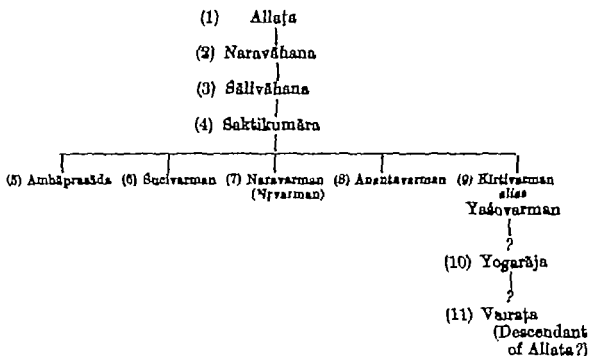 (1) Allaṭa
(2) Naravāhana
(3) Śālivāhana
(4) Śaktikumāra
(5) Ambāprasāda (6) Śucivarman (7) Naravarman (8) Anantavarman (9) Kīrtivarman
(Nṛvarman) alias
Yaśovarman
?
(10) Yogarāja
?
(11) Vairaṭa
(Descendant
of Allaṭa?)